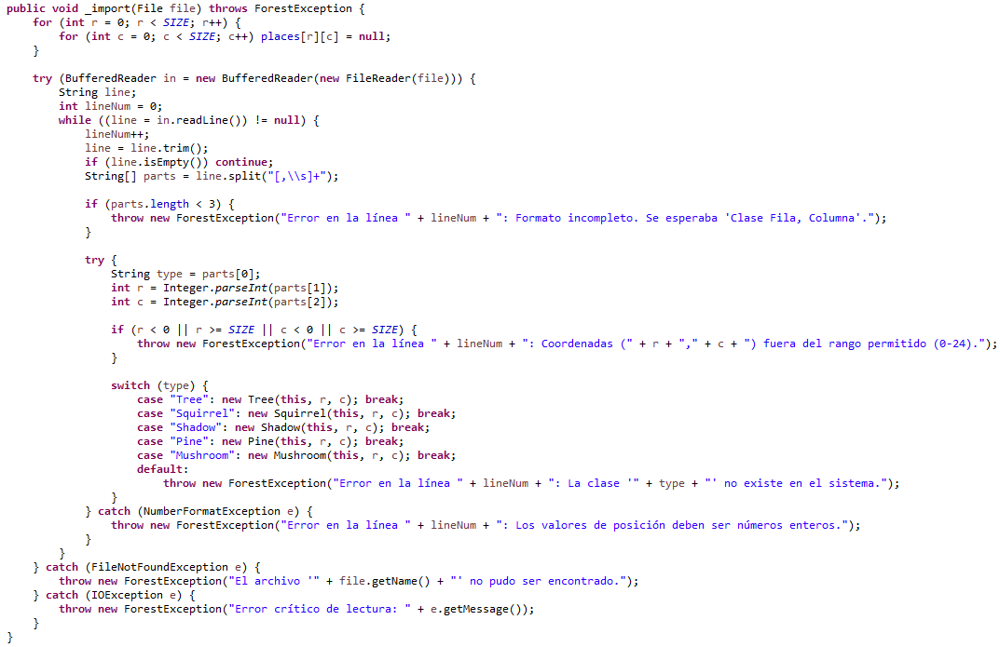 public void _import(File file) throws ForestException {
    for (int r = 0; r < SIZE; r++) {
        for (int c = 0; c < SIZE; c++) places[r][c] = null;
    }

    try (BufferedReader in = new BufferedReader(new FileReader(file))) {
        String line;
        int lineNum = 0;
        while ((line = in.readLine()) != null) {
            lineNum++;
            line = line.trim();
            if (line.isEmpty()) continue;
            String[] parts = line.split("[,\\s]+");

            if (parts.length < 3) {
                throw new ForestException("Error en la línea " + lineNum + ": Formato incompleto. Se esperaba 'Clase Fila, Columna'.");
            }

            try {
                String type = parts[0];
                int r = Integer.parseInt(parts[1]);
                int c = Integer.parseInt(parts[2]);

                if (r < 0 || r >= SIZE || c < 0 || c >= SIZE) {
                    throw new ForestException("Error en la línea " + lineNum + ": Coordenadas (" + r + "," + c + ") fuera del rango permitido (0-24).");
                }

                switch (type) {
                    case "Tree": new Tree(this, r, c); break;
                    case "Squirrel": new Squirrel(this, r, c); break;
                    case "Shadow": new Shadow(this, r, c); break;
                    case "Pine": new Pine(this, r, c); break;
                    case "Mushroom": new Mushroom(this, r, c); break;
                    default:
                        throw new ForestException("Error en la línea " + lineNum + ": La clase '" + type + "' no existe en el sistema.");
                }
            } catch (NumberFormatException e) {
                throw new ForestException("Error en la línea " + lineNum + ": Los valores de posición deben ser números enteros.");
            }
        }
    } catch (FileNotFoundException e) {
        throw new ForestException("El archivo '" + file.getName() + "' no pudo ser encontrado.");
    } catch (IOException e) {
        throw new ForestException("Error crítico de lectura: " + e.getMessage());
    }
}